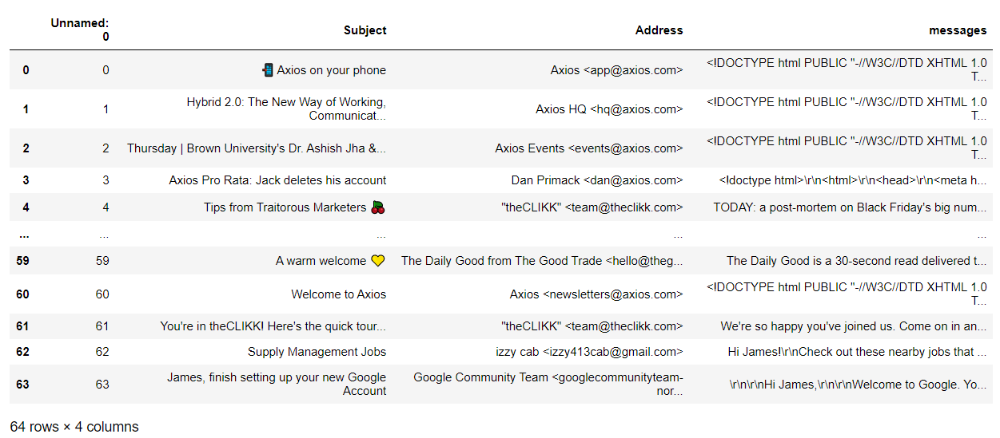 Unnamed: 0 Subject Address messages
0 0 📱 Axios on your phone Axios <app@axios.com> <!DOCTYPE html PUBLIC "-//W3C//DTD XHTML 1.0 T...
1 1 Hybrid 2.0: The New Way of Working, Communicat... Axios HQ <hq@axios.com> <!DOCTYPE html PUBLIC "-//W3C//DTD XHTML 1.0 T...
2 2 Thursday | Brown University's Dr. Ashish Jha &... Axios Events <events@axios.com> <!DOCTYPE html PUBLIC "-//W3C//DTD XHTML 1.0 T...
3 3 Axios Pro Rata: Jack deletes his account Dan Primack <dan@axios.com> <!doctype html>\r\n<html>\r\n<head>\r\n<meta h...
4 4 Tips from Traitorous Marketers 🍒 "theCLIKK" <team@theclikk.com> TODAY: a post-mortem on Black Friday's big num...
... ... ... ... ...
59 59 A warm welcome 💛 The Daily Good from The Good Trade <hello@theg... The Daily Good is a 30-second read delivered t...
60 60 Welcome to Axios Axios <newsletters@axios.com> <!DOCTYPE html PUBLIC "-//W3C//DTD XHTML 1.0 T...
61 61 You're in theCLIKK! Here's the quick tour... "theCLIKK" <team@theclikk.com> We're so happy you've joined us. Come on in an...
62 62 Supply Management Jobs izzy cab <izzy413cab@gmail.com> Hi James!\r\nCheck out these nearby jobs that ...
63 63 James, finish setting up your new Google Account Google Community Team <googlecommunityteam-nor... \r\n\r\nHi James,\r\n\r\nWelcome to Google. Yo...
64 rows × 4 columns